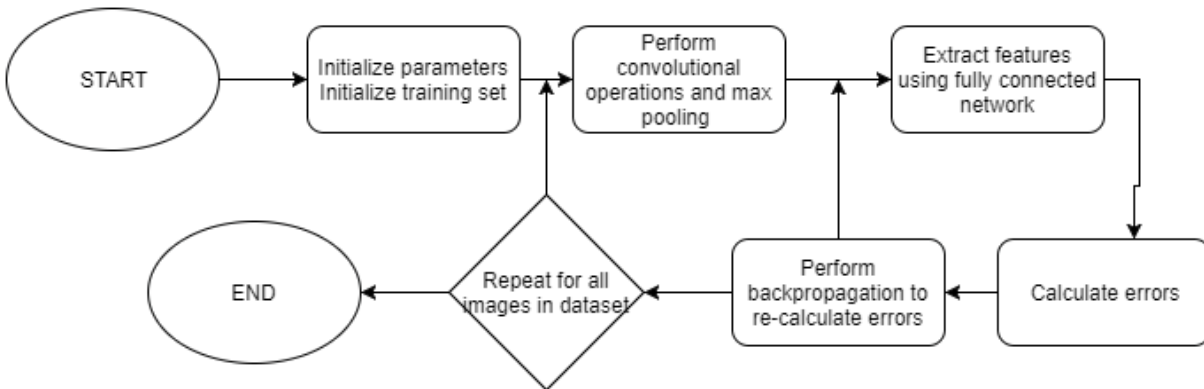 START
Initialize parameters
Initialize training set
Perform
convolutional
operations and max
pooling
Extract features
using fully connected
network
Calculate errors
Perform
backpropagation to
re-calculate errors
Repeat for all
images in dataset
END